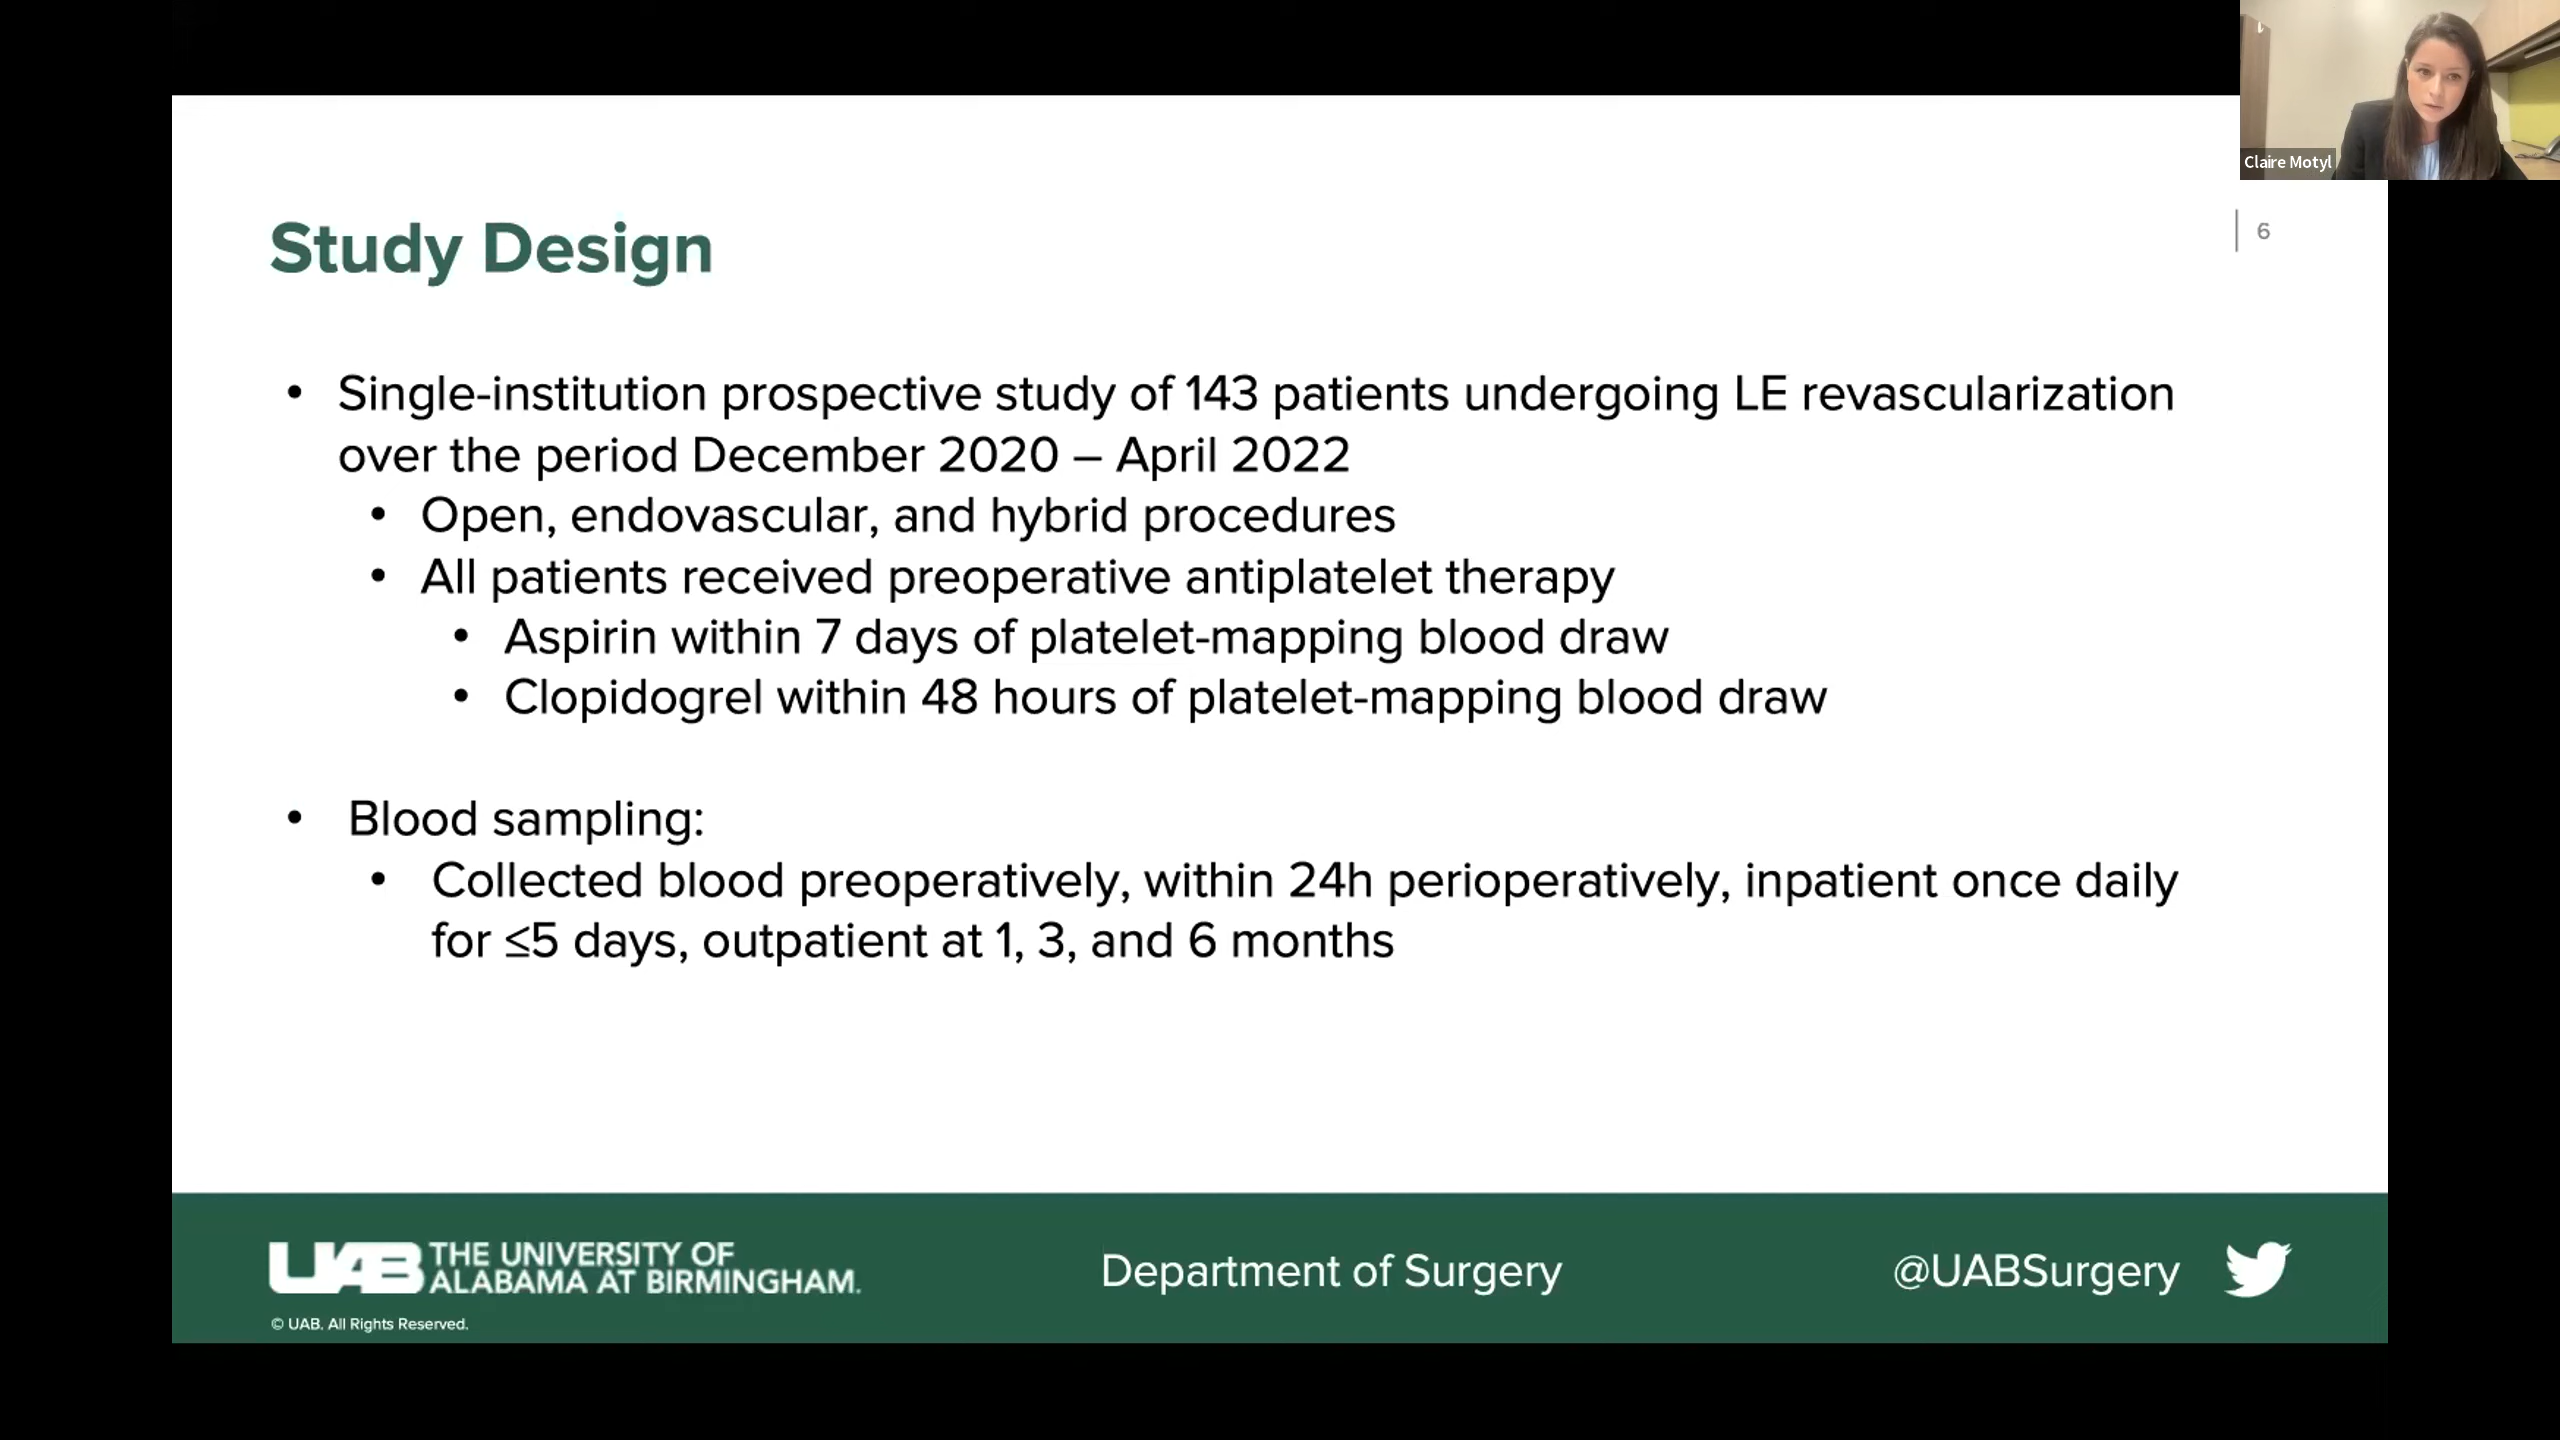 Claire Motyl
6
Study Design
• Single-institution prospective study of 143 patients undergoing LE revascularization
over the period December 2020 – April 2022
• Open, endovascular, and hybrid procedures
• All patients received preoperative antiplatelet therapy
• Aspirin within 7 days of platelet-mapping blood draw
• Clopidogrel within 48 hours of platelet-mapping blood draw
• Blood sampling:
• Collected blood preoperatively, within 24h perioperatively, inpatient once daily
for ≤5 days, outpatient at 1, 3, and 6 months
UAB THE UNIVERSITY OF
ALABAMA AT BIRMINGHAM.
© UAB. All Rights Reserved.
Department of Surgery
@UABSurgery